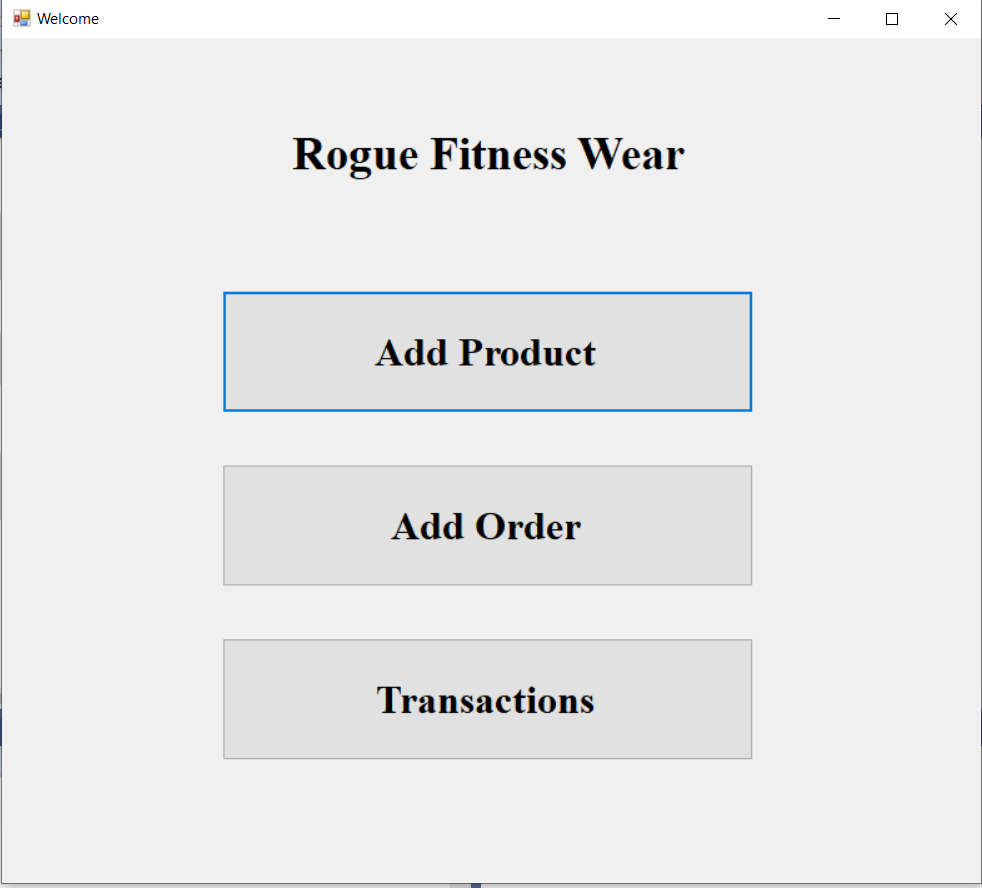 Welcome
Rogue Fitness Wear
Add Product
Add Order
Transactions